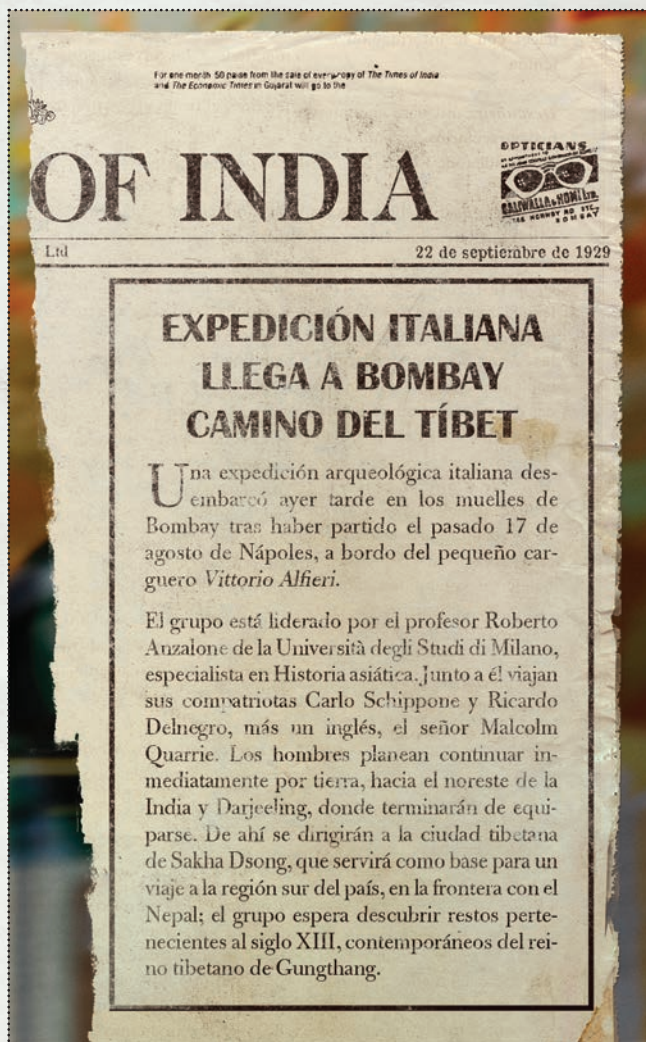 For one month 50 paise from the sale of every copy of The Times of India
and The Economic Times in Gujarat will go to the
OF INDIA
OPTICIANS
BOMBAY
Ltd
22 de septiembre de 1929
EXPEDICIÓN ITALIANA
LLEGA A BOMBAY
CAMINO DEL TÍBET
Una expedición arqueológica italiana des-
embarcó ayer tarde en los muelles de
Bombay tras haber partido el pasado 17 de
agosto de Nápoles, a bordo del pequeño car-
guero Vittorio Alfieri.
El grupo está liderado por el profesor Roberto
Anzalone de la Università degli Studi di Milano,
especialista en Historia asiática. Junto a él viajan
sus compatriotas Carlo Schippone y Ricardo
Delnegro, más un inglés, el señor Malcolm
Quarrie. Los hombres planean continuar in-
mediatamente por tierra, hacia el noreste de la
India y Darjeeling, donde terminarán de equi-
parse. De ahí se dirigirán a la ciudad tibetana
de Sakha Dsong, que servirá como base para un
viaje a la región sur del país, en la frontera con el
Nepal; el grupo espera descubrir restos perte-
necientes al siglo XIII, contemporáneos del rei-
no tibetano de Gungthang.